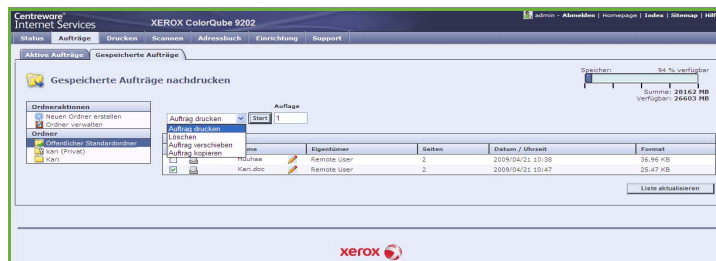 Centreware®
Internet Services
XEROX ColorQube 9202
admin - Abmelden | Homepage | Index | Sitemap | Hilf
Status Aufträge Drucken Scannen Adressbuch Einrichtung Support
Aktive Aufträge Gespeicherte Aufträge
Gespeicherte Aufträge nachdrucken
Speicher: 94 % verfügbar
Summe: 28162 MB
Verfügbar: 26603 MB
Ordneraktionen
Neuen Ordner erstellen
Ordner verwalten
Ordner
Öffentlicher Standardordner
kari (Privat)
Kari
Auflage
Auftrag drucken Start 1
Auftrag drucken
Löschen
Auftrag verschieben
Auftrag kopieren
me Eigentümer Seiten Datum / Uhrzeit Format
Huuhaa Remote User 2 2009/04/21 10:38 36.96 KB
Kari.doc Remote User 2 2009/04/21 10:47 25.47 KB
Liste aktualisieren
xerox